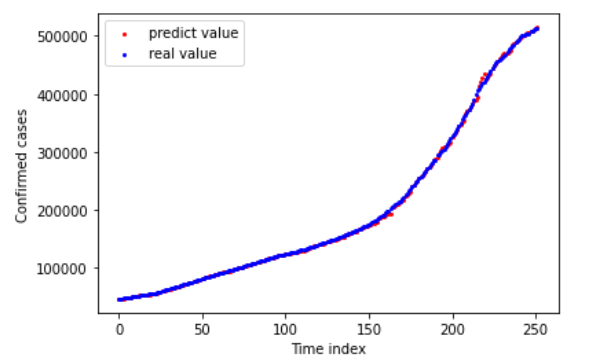 predict value
real value
500000
400000
300000
200000
100000
Confirmed cases
0 50 100 150 200 250
Time index